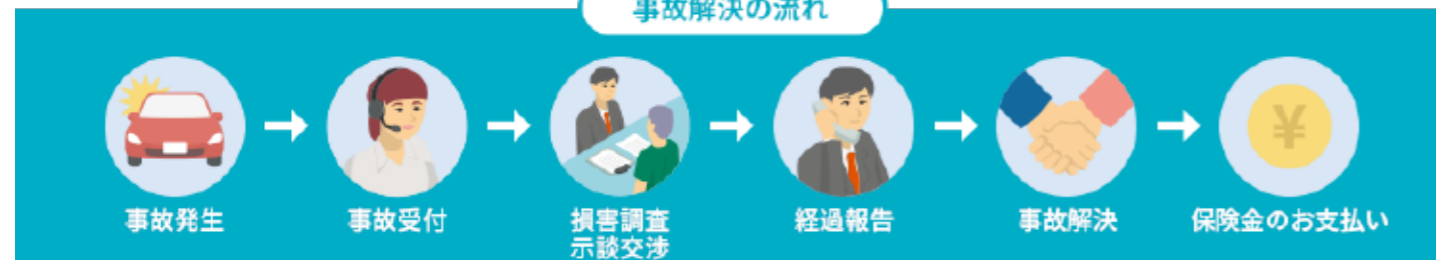 事故解決の流れ
事故発生
事故受付
損害調査
示談交渉
経過報告
事故解決
保険金のお支払い
¥